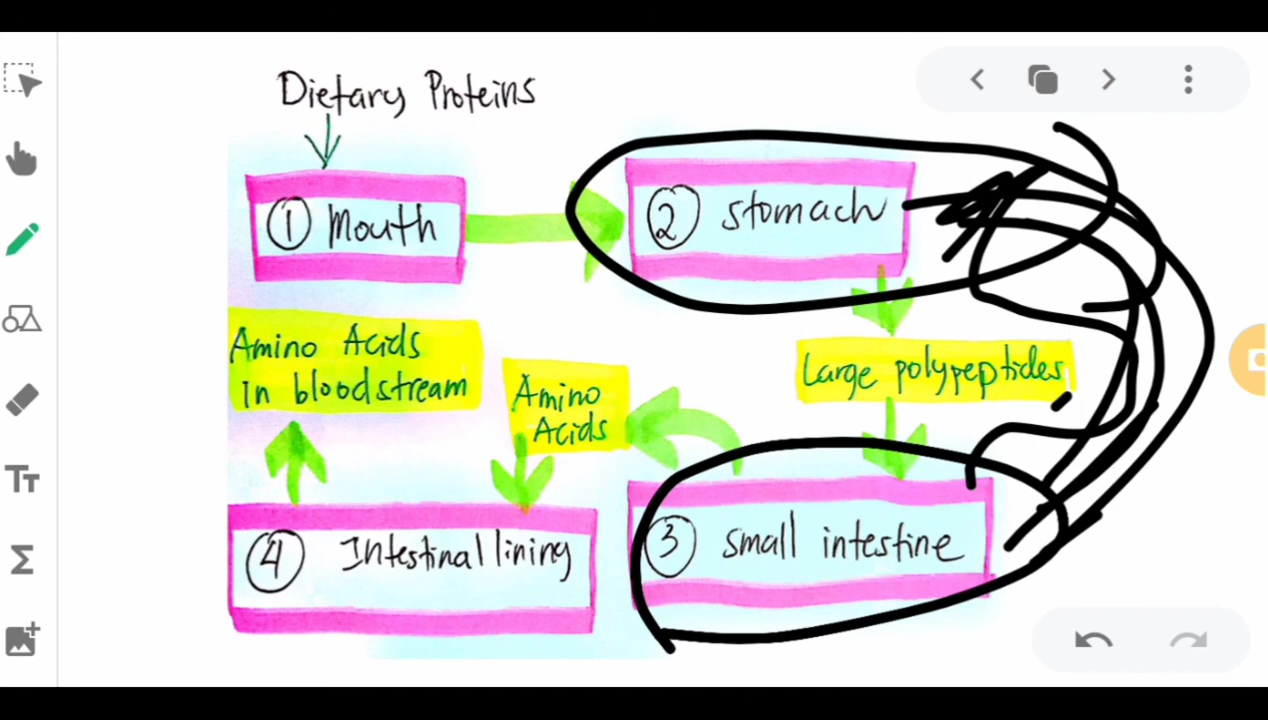 Dietary Proteins
① Mouth
② stomach
Amino Acids
In bloodstream
Amino
Acids
Large polypeptides
④ Intestinal lining
③ small intestine
Tт
Σ